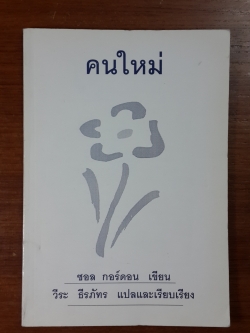 คนใหม่
ซอล กอร์ดอน เขียน
วีระ ธีรภัทร แปลและเรียบเรียง